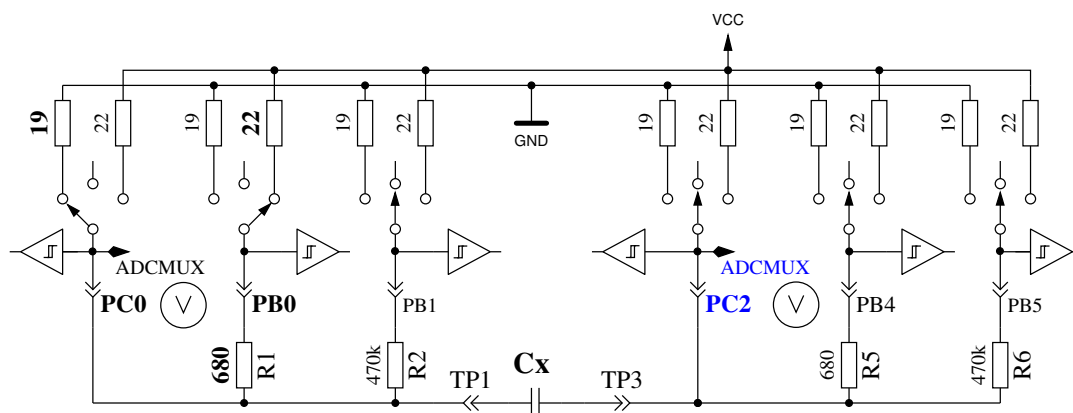 VCC
19
22
19
22
19
22
GND
19
22
19
22
19
22
ADCMUX
ADCMUX
PC0
V
PB0
PB1
PC2
V
PB4
PB5
680
R1
470k
R2
680
R5
470k
R6
TP1
Cx
TP3